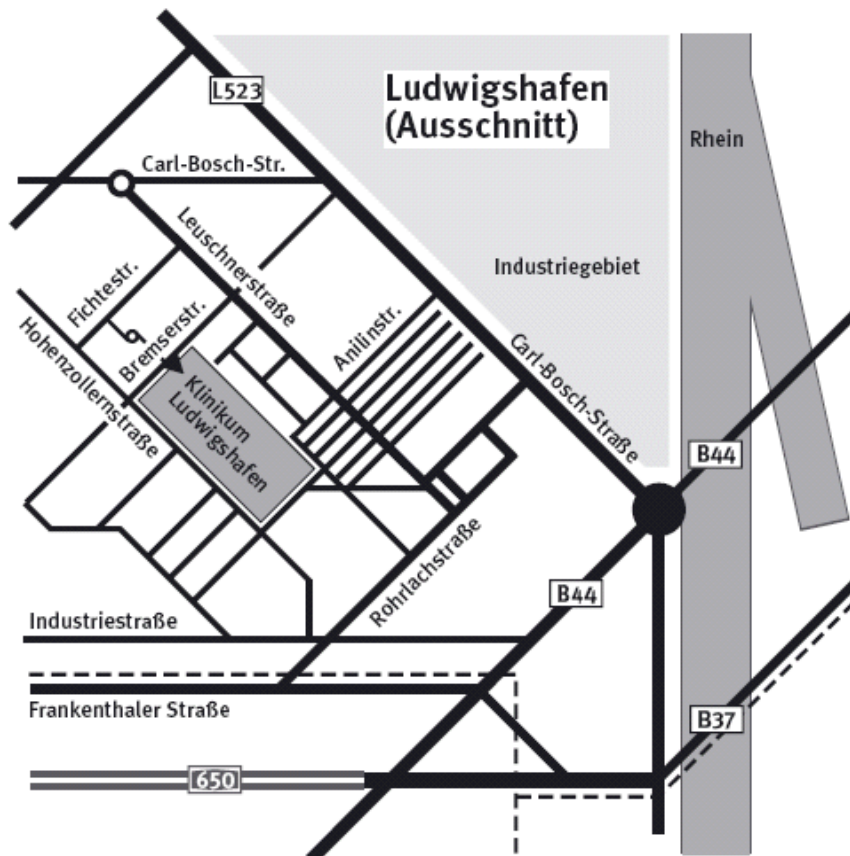 L523
Ludwigshafen
(Ausschnitt)
Rhein
Carl-Bosch-Str.
Leuschnerstraße
Industriegebiet
Fichtestr.
Bremserstr.
Anilinstr.
Hohenzollernstraße
Carl-Bosch-Straße
Klinikum
Ludwigshafen
B44
Rohrlachstraße
B44
Industriestraße
Frankenthaler Straße
B37
650